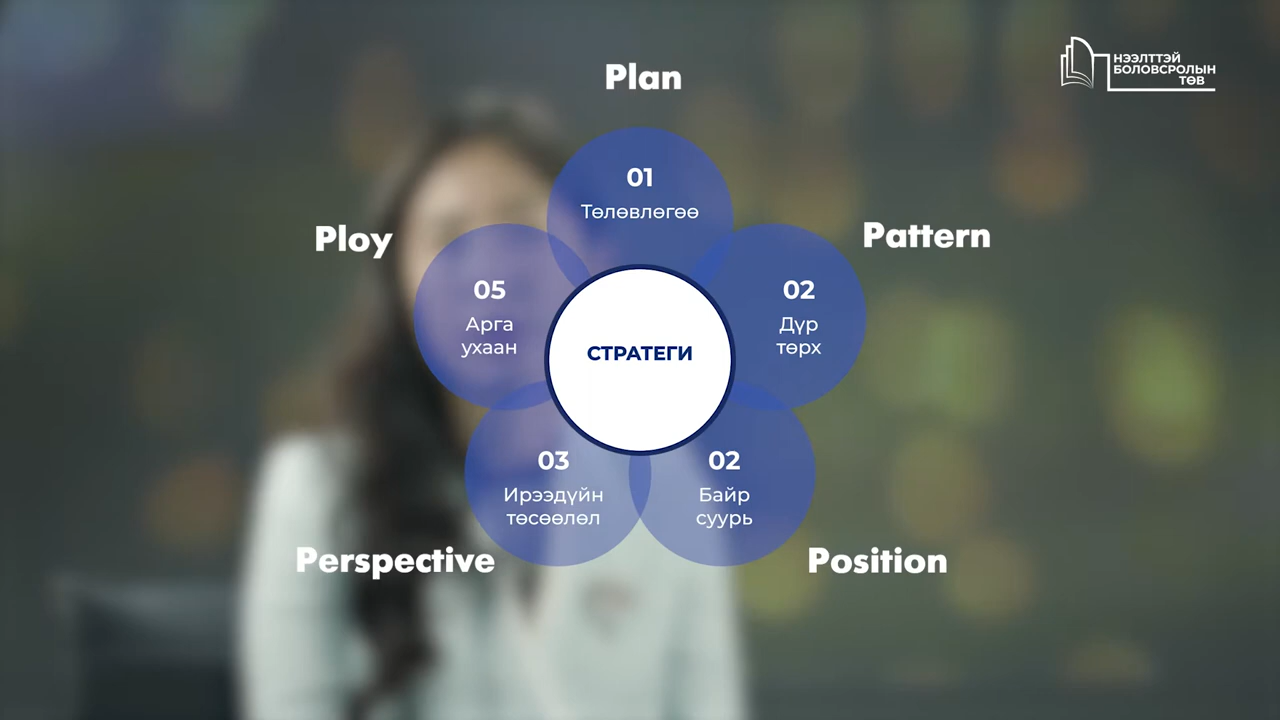 Plan
НЭЭЛТТЭЙ
БОЛОВСРОЛЫН
ТӨВ
01
Төлөвлөгөө
Pattern
02
Дүр
төрх
Ploy
05
Арга
ухаан
СТРАТЕГИ
03
Ирээдүйн
төсөөлөл
Perspective
02
Байр
суурь
Position